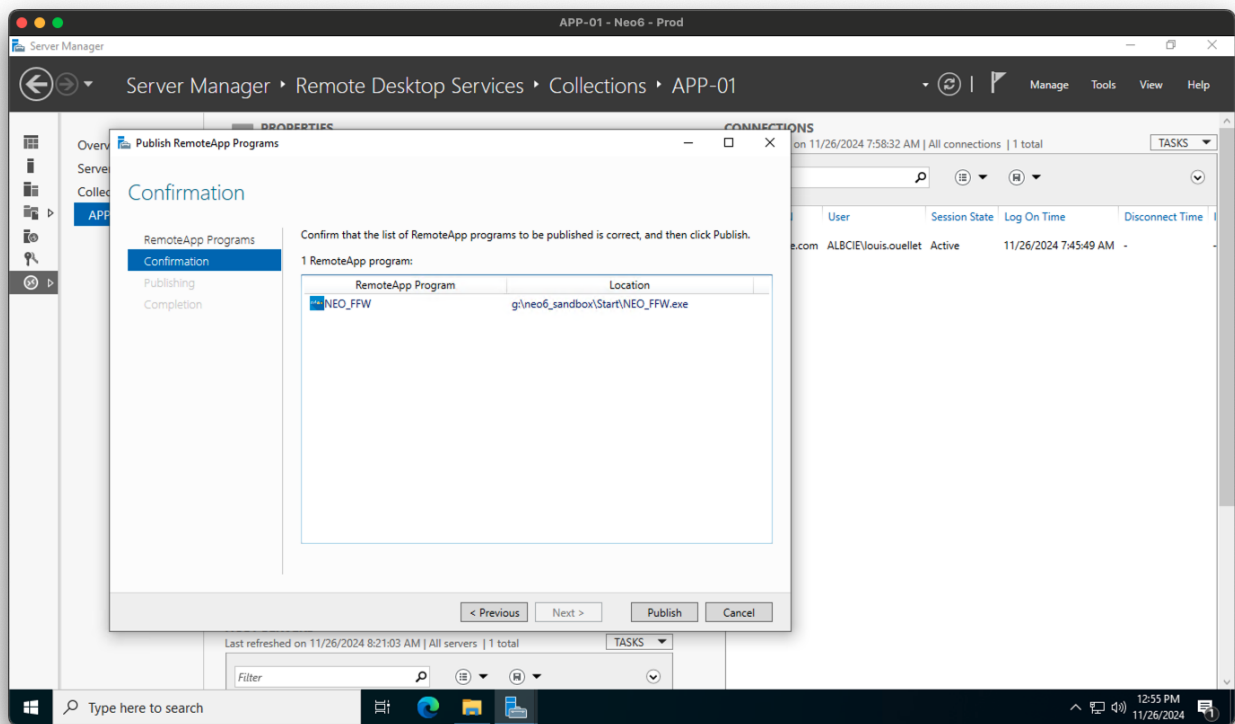 APP-01 - Neo6 - Prod
Server Manager
Server Manager Remote Desktop Services Collections APP-01
Manage Tools View Help
Overv
Server
Collec
APP
PROPERTIES
Publish RemoteApp Programs
Confirmation
RemoteApp Programs
Confirmation
Publishing
Completion
Confirm that the list of RemoteApp programs to be published is correct, and then click Publish.
1 RemoteApp program:
RemoteApp Program Location
NEO_FFW g:\neo6_sandbox\Start\NEO_FFW.exe
< Previous Next > Publish Cancel
CONNECTIONS
on 11/26/2024 7:58:32 AM | All connections | 1 total
TASKS
User Session State Log On Time Disconnect Time
e.com ALBCIE\louis.ouellet Active 11/26/2024 7:45:49 AM - -
Last refreshed on 11/26/2024 8:21:03 AM | All servers | 1 total
TASKS
Filter
Type here to search
12:55 PM
11/26/2024
1